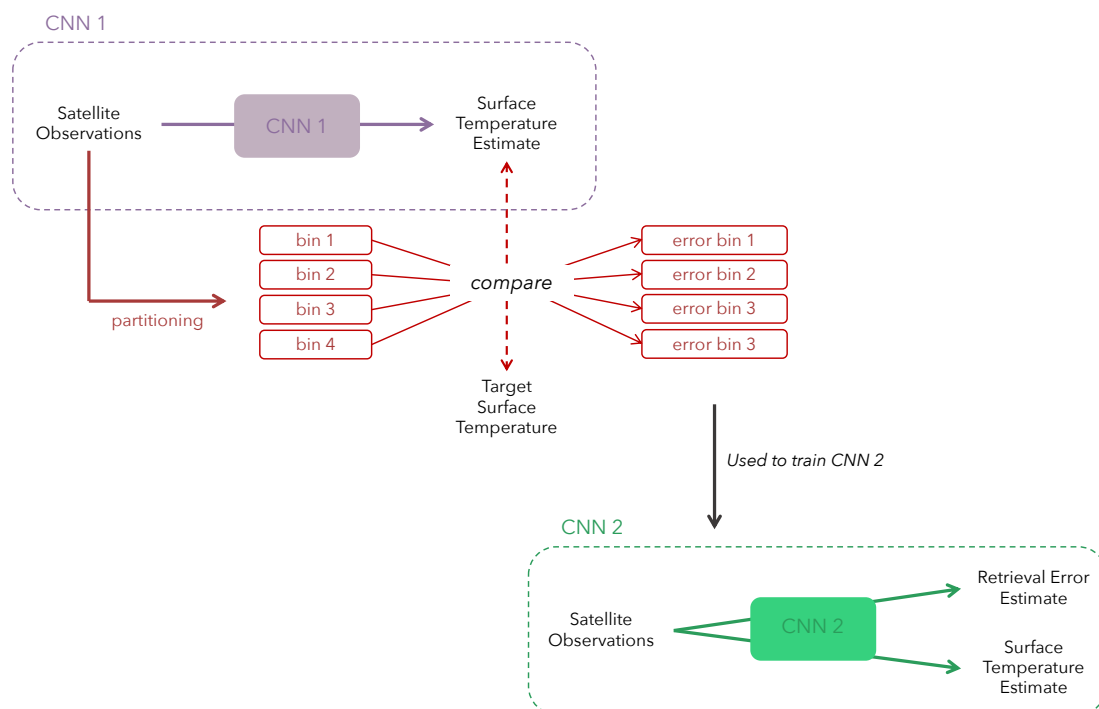 CNN 1
Satellite
Observations
CNN 1
Surface
Temperature
Estimate
partitioning
bin 1
bin 2
bin 3
bin 4
compare
error bin 1
error bin 2
error bin 3
error bin 3
Target
Surface
Temperature
Used to train CNN 2
CNN 2
Satellite
Observations
CNN 2
Retrieval Error
Estimate
Surface
Temperature
Estimate